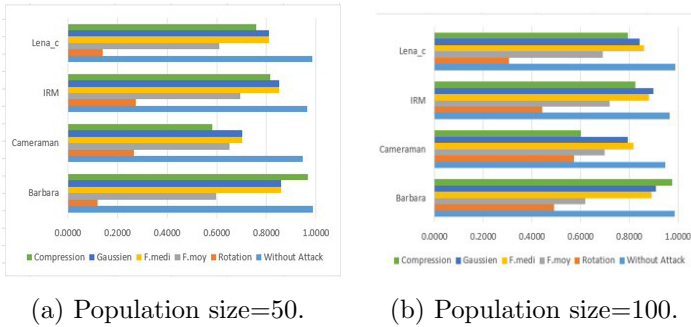 Lena_c
IRM
Cameraman
Barbara
0.0000 0.2000 0.4000 0.6000 0.8000 1.0000
Compression Gaussien F.medi F.moy Rotation Without Attack
(a) Population size=50.
Lena_c
IRM
Cameraman
Barbara
0.0000 0.2000 0.4000 0.6000 0.8000 1.0000
Compression Gaussien F.medi F.moy Rotation Without Attack
(b) Population size=100.